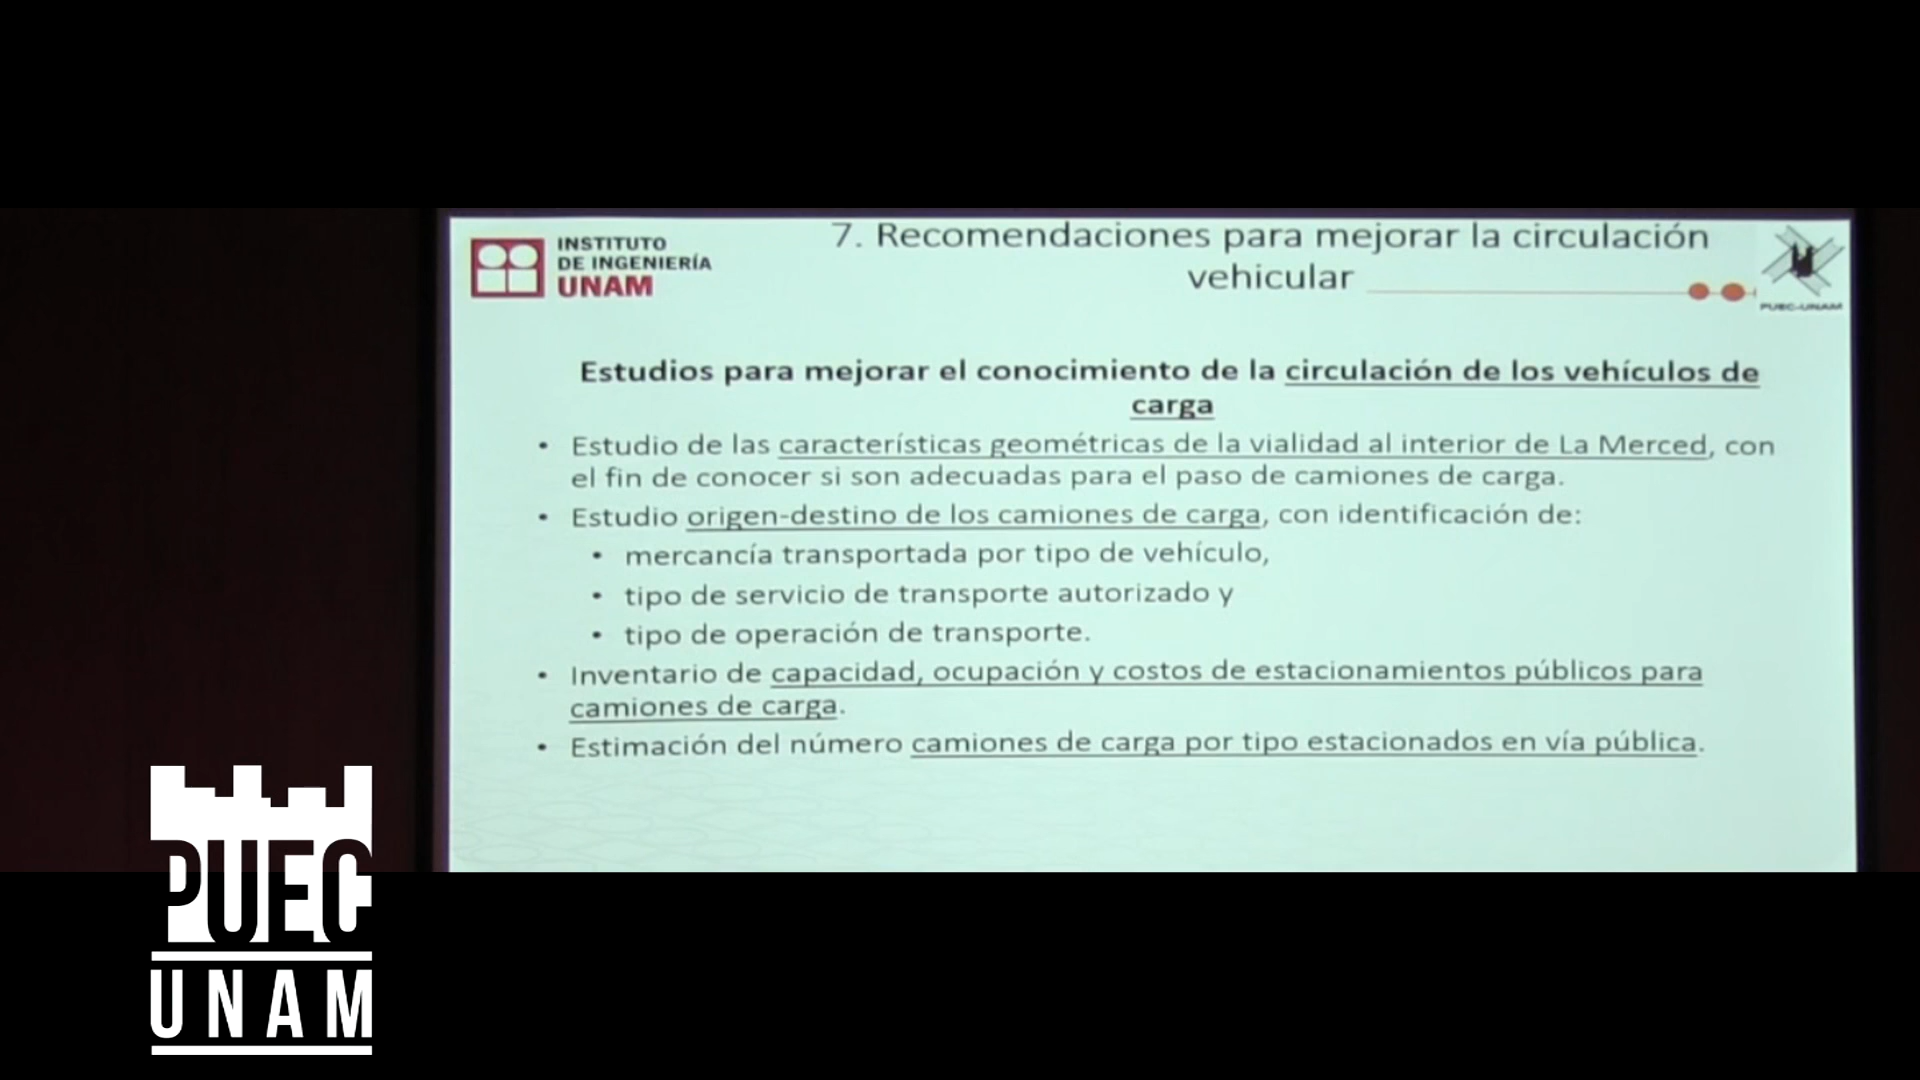 INSTITUTO
DE INGENIERÍA
UNAM
7. Recomendaciones para mejorar la circulación
vehicular
PUEC-UNAM
Estudios para mejorar el conocimiento de la circulación de los vehículos de
carga
• Estudio de las características geométricas de la vialidad al interior de La Merced, con
el fin de conocer si son adecuadas para el paso de camiones de carga.
• Estudio origen-destino de los camiones de carga, con identificación de:
• mercancía transportada por tipo de vehículo,
• tipo de servicio de transporte autorizado y
• tipo de operación de transporte.
• Inventario de capacidad, ocupación y costos de estacionamientos públicos para
camiones de carga.
• Estimación del número camiones de carga por tipo estacionados en vía pública.
PUEC
UNAM